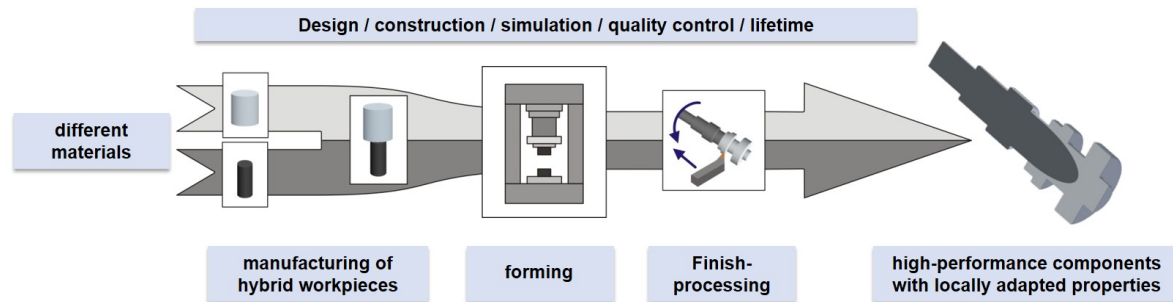 Design / construction / simulation / quality control / lifetime
different
materials
manufacturing of
hybrid workpieces
forming
Finish-
processing
high-performance components
with locally adapted properties